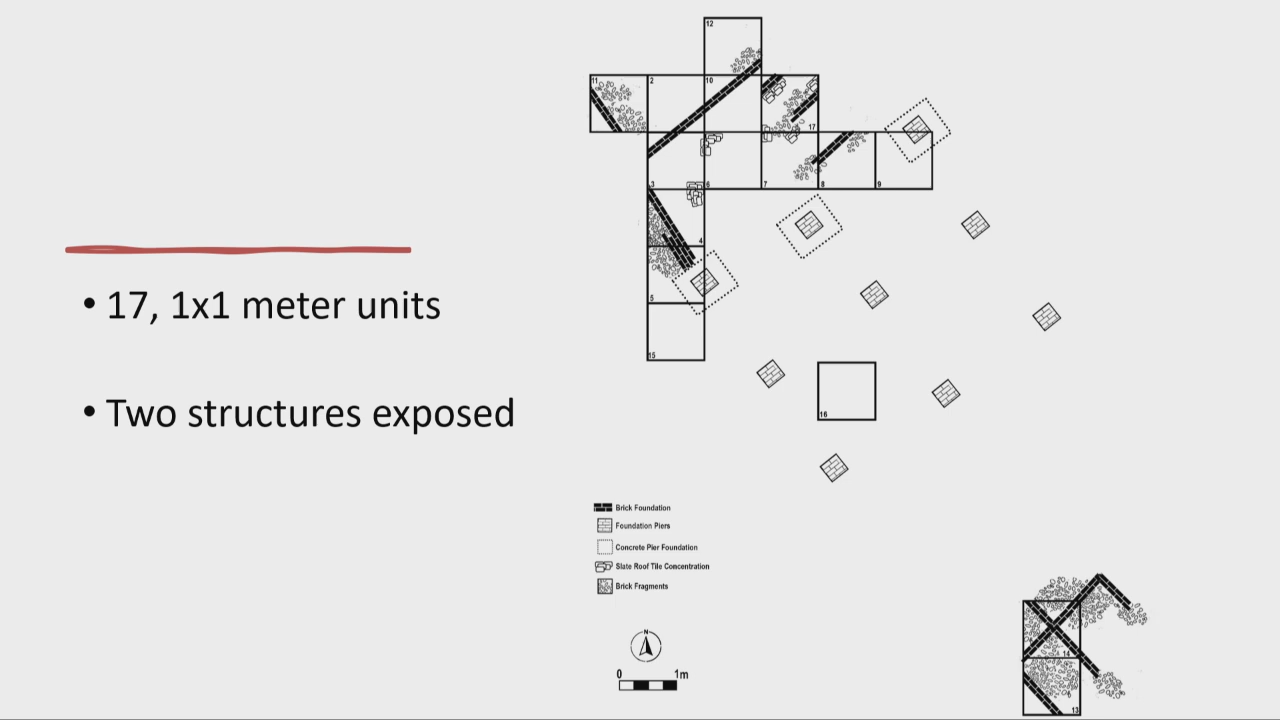 • 17, 1x1 meter units
• Two structures exposed
12
11
2
10
17
3
6
7
8
9
4
5
15
16
Brick Foundation
Foundation Piers
Concrete Pier Foundation
Slate Roof Tile Concentration
Brick Fragments
N
0 1m
14
13